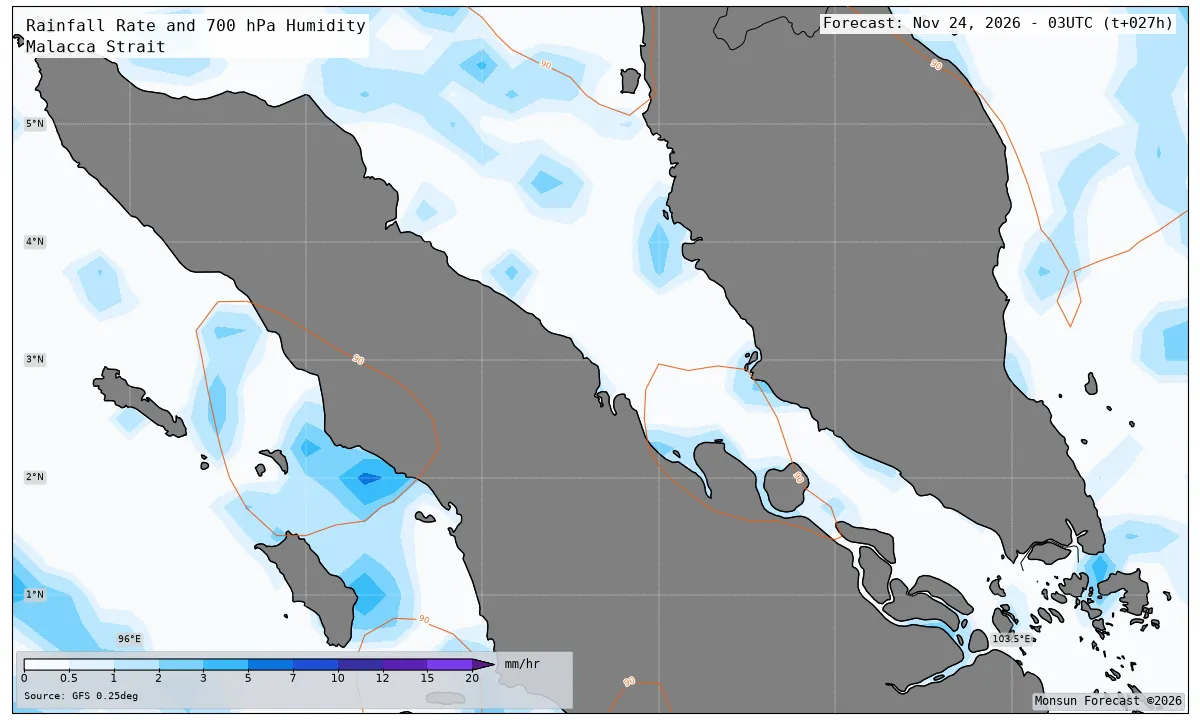 Rainfall Rate and 700 hPa Humidity
Malacca Strait
Forecast: Nov 24, 2026 - 03UTC (t+027h)
90
90
5°N
4°N
3°N
90
90
2°N
1°N
90
96°E
103.5°E
90
mm/hr
0 0.5 1 2 3 5 7 10 12 15 20
Source: GFS 0.25deg
Monsun Forecast ©2026